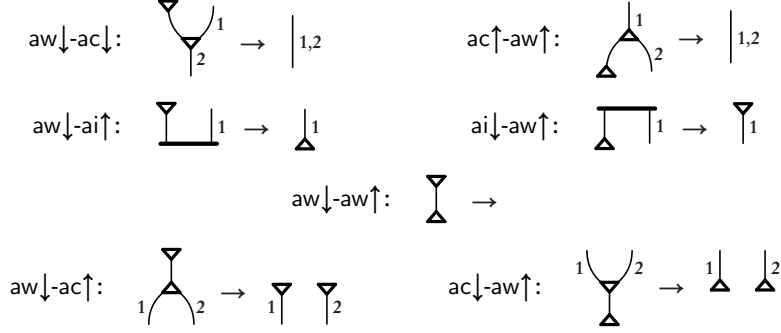 aw↓-ac↓: 1 2 → 1,2
ac↑-aw↑: 1 2 → 1,2
aw↓-ai↑: 1 → 1
ai↓-aw↑: 1 → 1
aw↓-aw↑: →
aw↓-ac↑: 1 2 → 1 2
ac↓-aw↑: 1 2 → 1 2